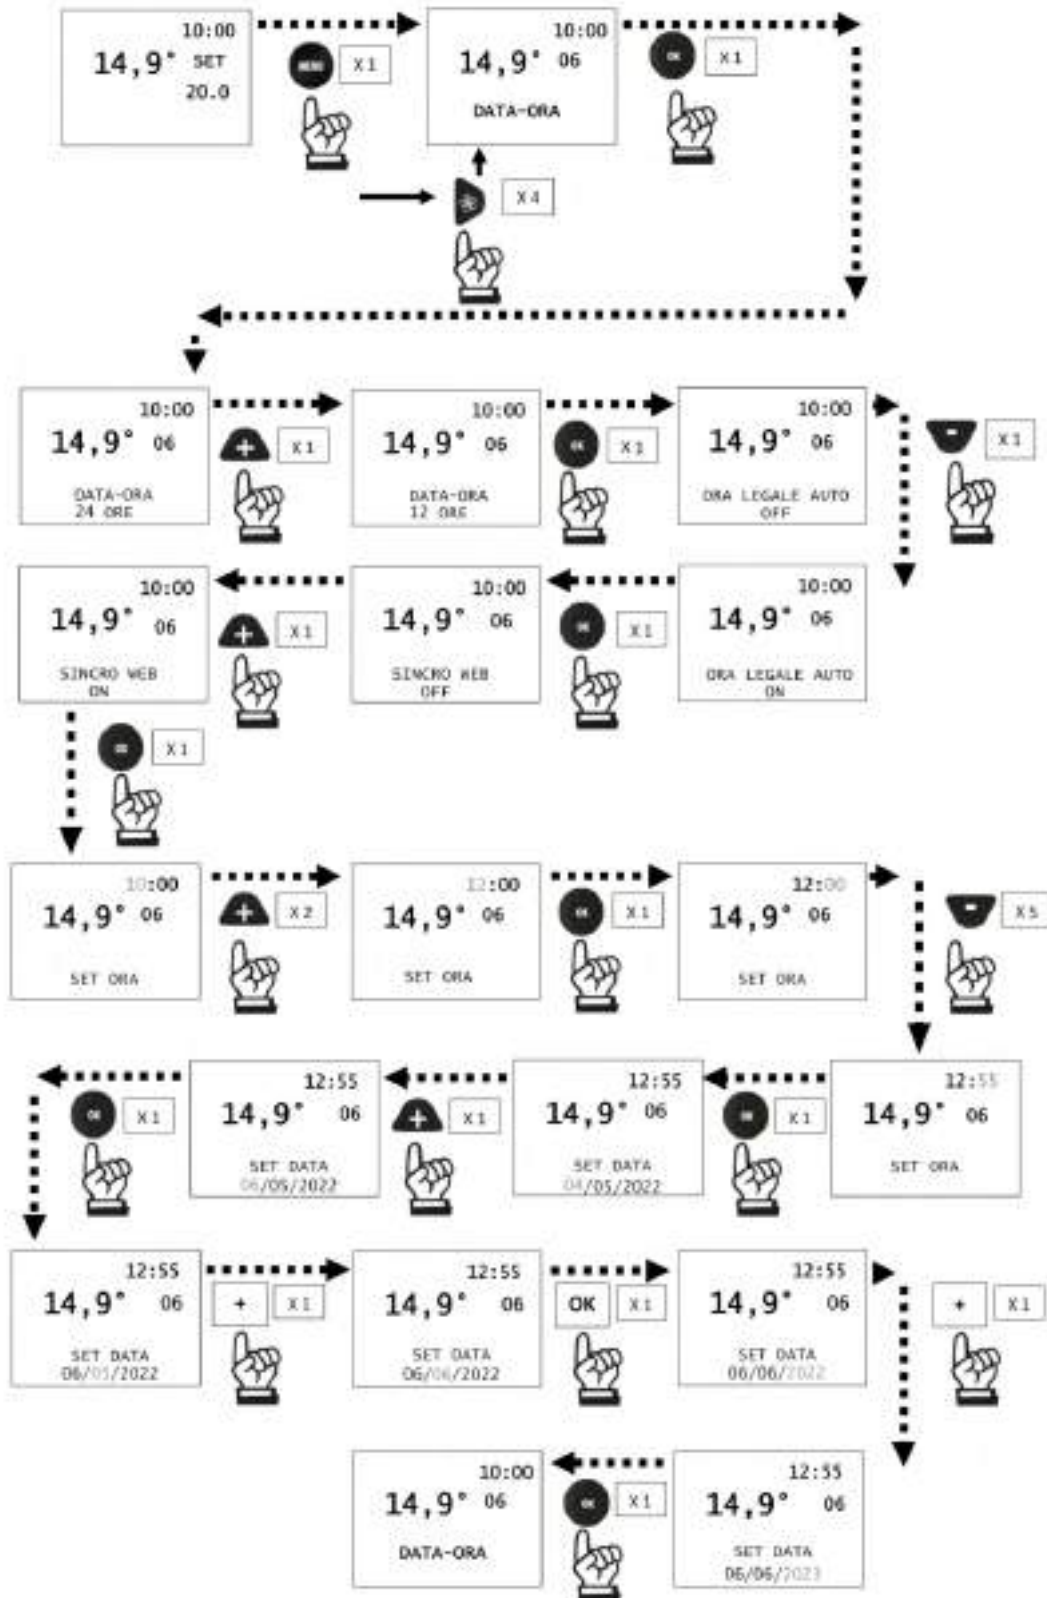 10:00
14,9° SET
20.0
MENU X1
10:00
14,9° 06
DATA-ORA
OK X1
X4
10:00
14,9° 06
DATA-ORA
24 ORE
+ X1
10:00
14,9° 06
DATA-ORA
12 ORE
OK X1
10:00
14,9° 06
ORA LEGALE AUTO
OFF
- X1
10:00
14,9° 06
ORA LEGALE AUTO
ON
OK X1
10:00
14,9° 06
SINCRO WEB
OFF
+ X1
10:00
14,9° 06
SINCRO WEB
ON
OK X1
10:00
14,9° 06
SET ORA
+ X2
12:00
14,9° 06
SET ORA
OK X1
12:00
14,9° 06
SET ORA
- X5
12:55
14,9° 06
SET ORA
OK X1
12:55
14,9° 06
SET DATA
04/05/2022
+ X1
12:55
14,9° 06
SET DATA
06/05/2022
OK X1
12:55
14,9° 06
SET DATA
06/05/2022
+ X1
12:55
14,9° 06
SET DATA
06/06/2022
OK X1
12:55
14,9° 06
SET DATA
06/06/2022
+ X1
12:55
14,9° 06
SET DATA
06/06/2023
OK X1
10:00
14,9° 06
DATA-ORA